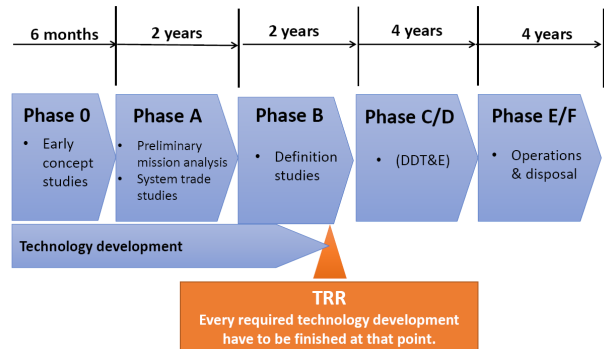 6 months
2 years
2 years
4 years
4 years
Phase 0
• Early
concept
studies
Phase A
• Preliminary
mission analysis
• System trade
studies
Phase B
• Definition
studies
Phase C/D
• (DDT&E)
Phase E/F
• Operations
& disposal
Technology development
TRR
Every required technology development
have to be finished at that point.